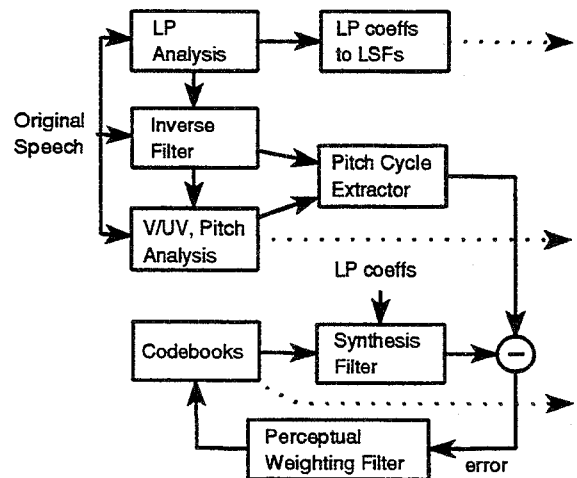 LP
Analysis
LP coeffs
to LSFs
Original
Speech
Inverse
Filter
Pitch Cycle
Extractor
V/UV, Pitch
Analysis
LP coeffs
Codebooks
Synthesis
Filter
−
Perceptual
Weighting Filter
error